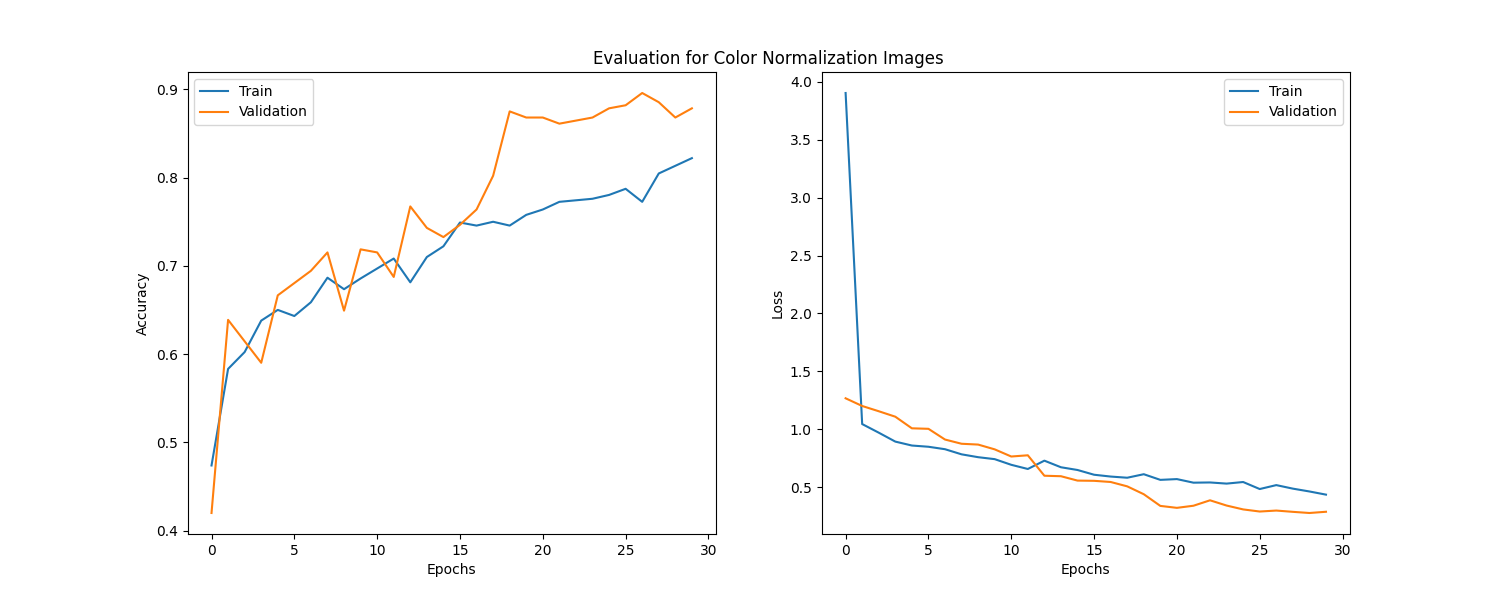 Evaluation for Color Normalization Images
Train
Validation
0.9
0.8
0.7
0.6
0.5
0.4
Accuracy
0 5 10 15 20 25 30
Epochs
Train
Validation
4.0
3.5
3.0
2.5
2.0
1.5
1.0
0.5
Loss
0 5 10 15 20 25 30
Epochs